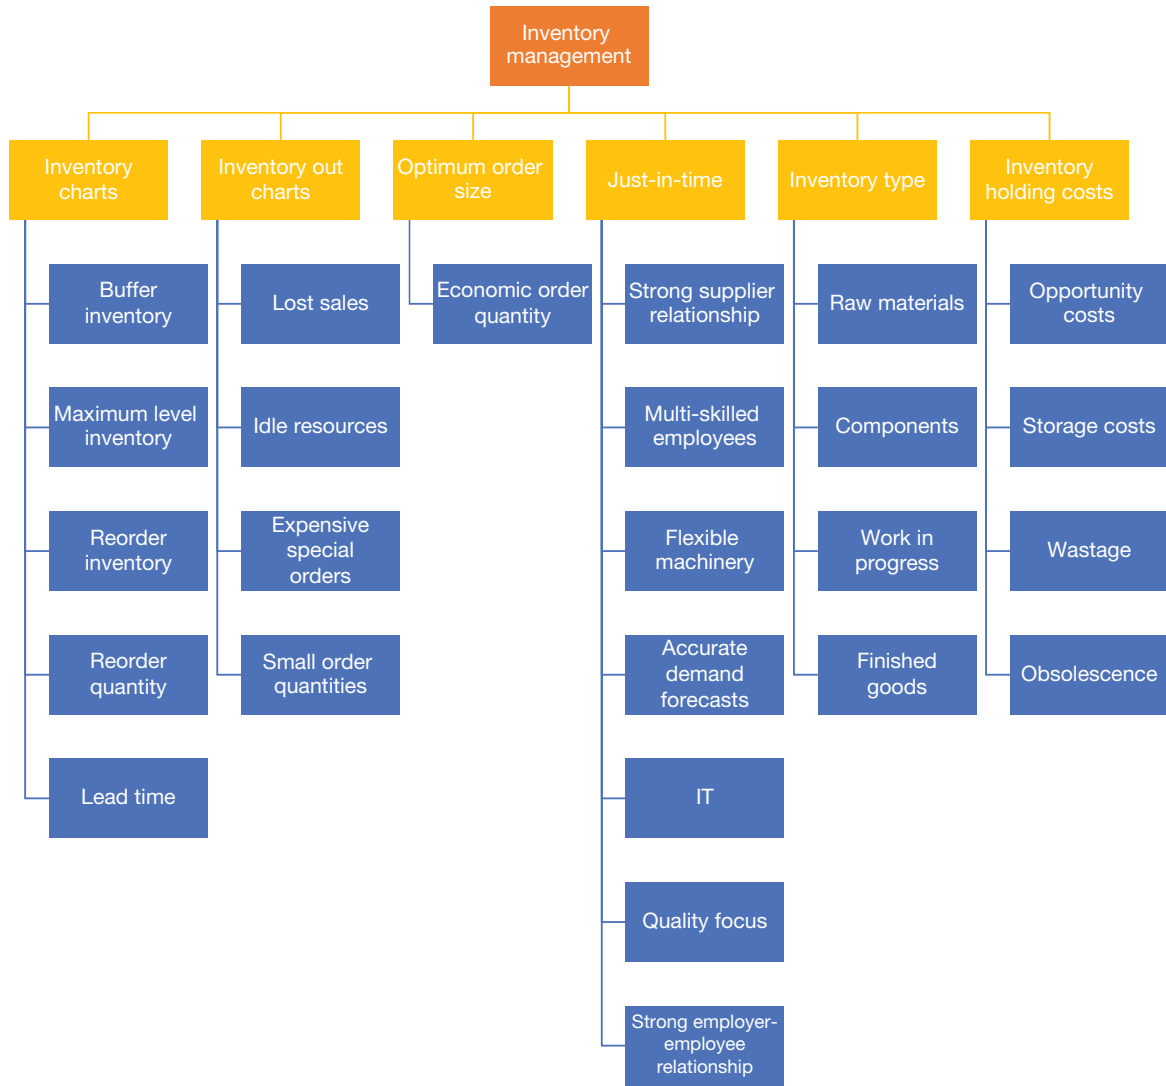 Inventory
management
Inventory
charts
Inventory out
charts
Optimum order
size
Just-in-time
Inventory type
Inventory
holding costs
Buffer
inventory
Lost sales
Economic order
quantity
Strong supplier
relationship
Raw materials
Opportunity
costs
Maximum level
inventory
Idle resources
Multi-skilled
employees
Components
Storage costs
Reorder
inventory
Expensive
special
orders
Flexible
machinery
Work in
progress
Wastage
Reorder
quantity
Small order
quantities
Accurate
demand
forecasts
Finished
goods
Obsolescence
Lead time
IT
Quality focus
Strong employer-
employee
relationship